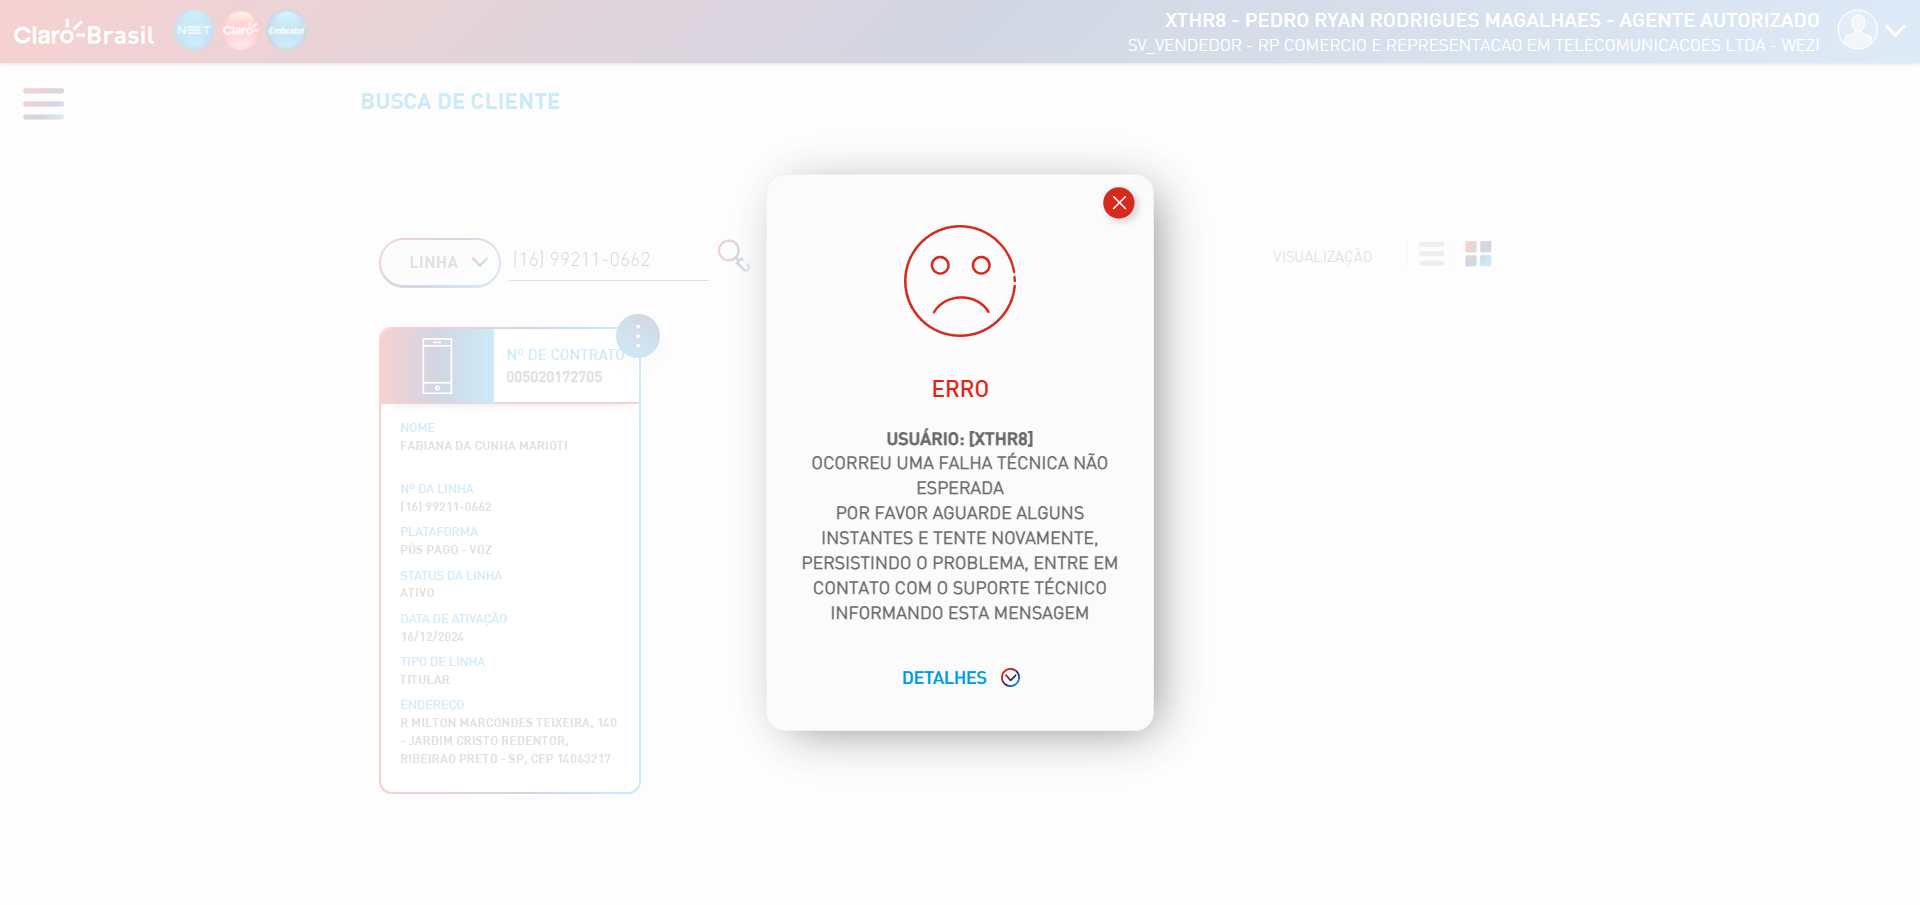 Claro-Brasil NET Claro Embratel
XTHR8 - PEDRO RYAN RODRIGUES MAGALHAES - AGENTE AUTORIZADO
SV_VENDEDOR - RP COMERCIO E REPRESENTACAO EM TELECOMUNICACOES LTDA - WEZI
BUSCA DE CLIENTE
LINHA (16) 99211-0662
VISUALIZAÇÃO
Nº DE CONTRATO
005020172705
NOME
FABIANA DA CUNHA MARIOTI
Nº DA LINHA
(16) 99211-0662
PLATAFORMA
PÓS PAGO - VOZ
STATUS DA LINHA
ATIVO
DATA DE ATIVAÇÃO
16/12/2024
TIPO DE LINHA
TITULAR
ENDEREÇO
R MILTON MARCONDES TEIXEIRA, 140
- JARDIM CRISTO REDENTOR,
RIBEIRAO PRETO - SP, CEP 14063217
ERRO
USUÁRIO: [XTHR8]
OCORREU UMA FALHA TÉCNICA NÃO
ESPERADA
POR FAVOR AGUARDE ALGUNS
INSTANTES E TENTE NOVAMENTE,
PERSISTINDO O PROBLEMA, ENTRE EM
CONTATO COM O SUPORTE TÉCNICO
INFORMANDO ESTA MENSAGEM
DETALHES